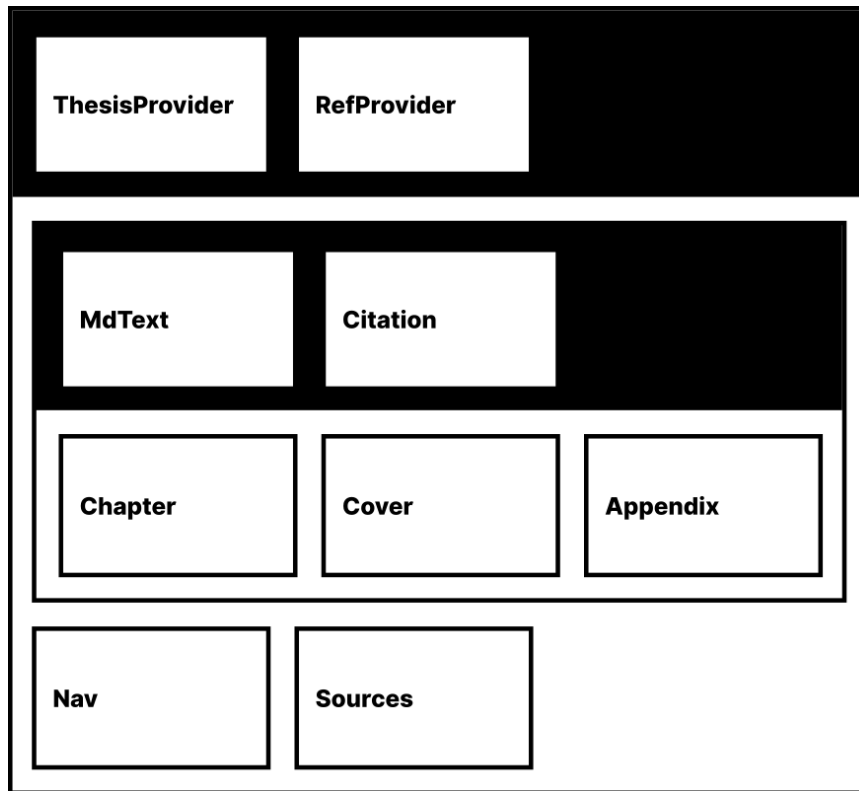 ThesisProvider
RefProvider
MdText
Citation
Chapter
Cover
Appendix
Nav
Sources